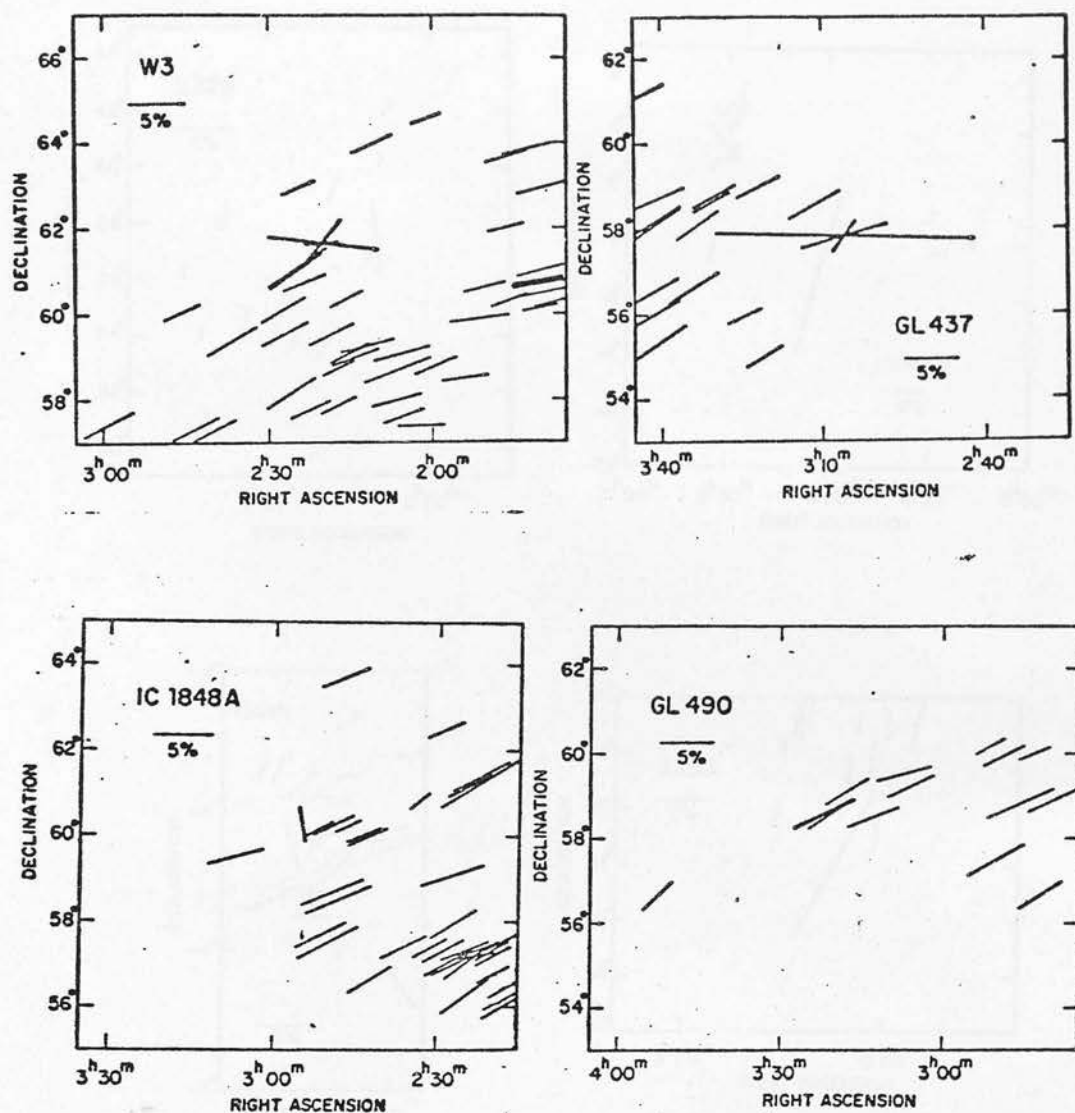 W3
5%
66°
64°
62°
60°
58°
DECLINATION
3ʰ00ᵐ 2ʰ30ᵐ 2ʰ00ᵐ
RIGHT ASCENSION
GL 437
5%
62°
60°
58°
56°
54°
DECLINATION
3ʰ40ᵐ 3ʰ10ᵐ 2ʰ40ᵐ
RIGHT ASCENSION
IC 1848A
5%
64°
62°
60°
58°
56°
DECLINATION
3ʰ30ᵐ 3ʰ00ᵐ 2ʰ30ᵐ
RIGHT ASCENSION
GL 490
5%
62°
60°
58°
56°
54°
DECLINATION
4ʰ00ᵐ 3ʰ30ᵐ 3ʰ00ᵐ
RIGHT ASCENSION